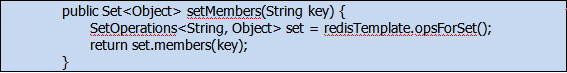 public Set<Object> setMembers(String key) {
SetOperations<String, Object> set = redisTemplate.opsForSet();
return set.members(key);
}